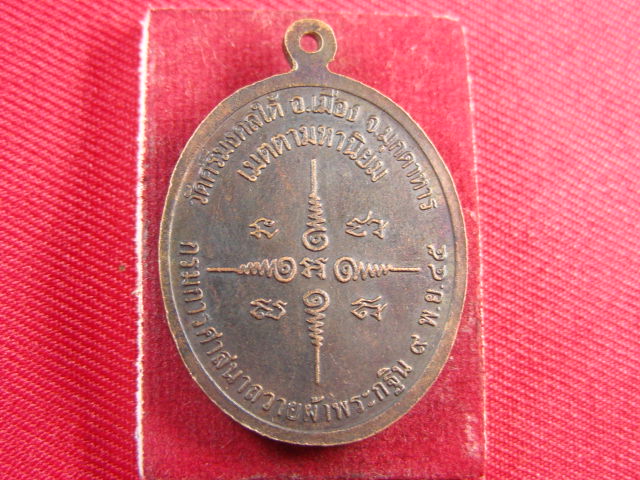 วัดศรีมงคลใต้ อ.เมือง จ.มุกดาหาร
เมตตามหานิยม
กรมการศาสนาถวายผ้าพระกฐิน ๙ พ.ย.๔๕